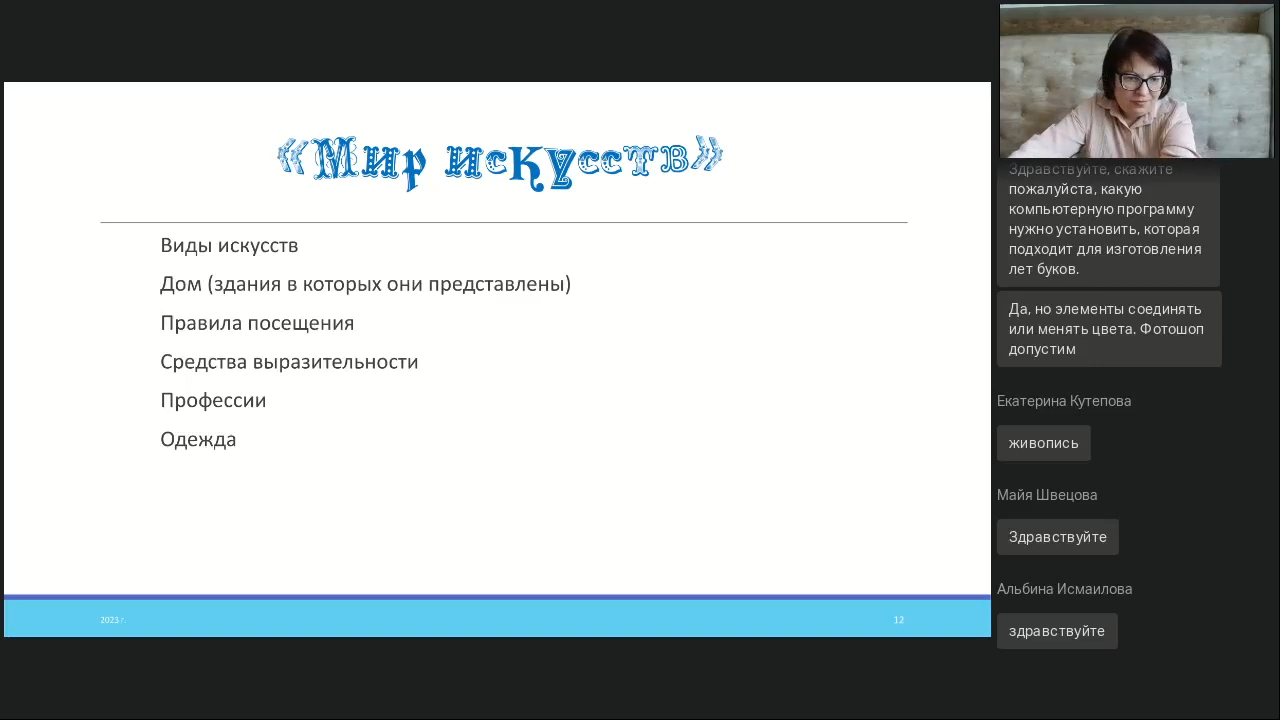 «Мир искусств»
Виды искусств
Дом (здания в которых они представлены)
Правила посещения
Средства выразительности
Профессии
Одежда
2023 г.
12
Здравствуйте, скажите
пожалуйста, какую
компьютерную программу
нужно установить, которая
подходит для изготовления
лет буков.
Да, но элементы соединять
или менять цвета. Фотошоп
допустим
Екатерина Кутепова
живопись
Майя Швецова
Здравствуйте
Альбина Исмаилова
здравствуйте